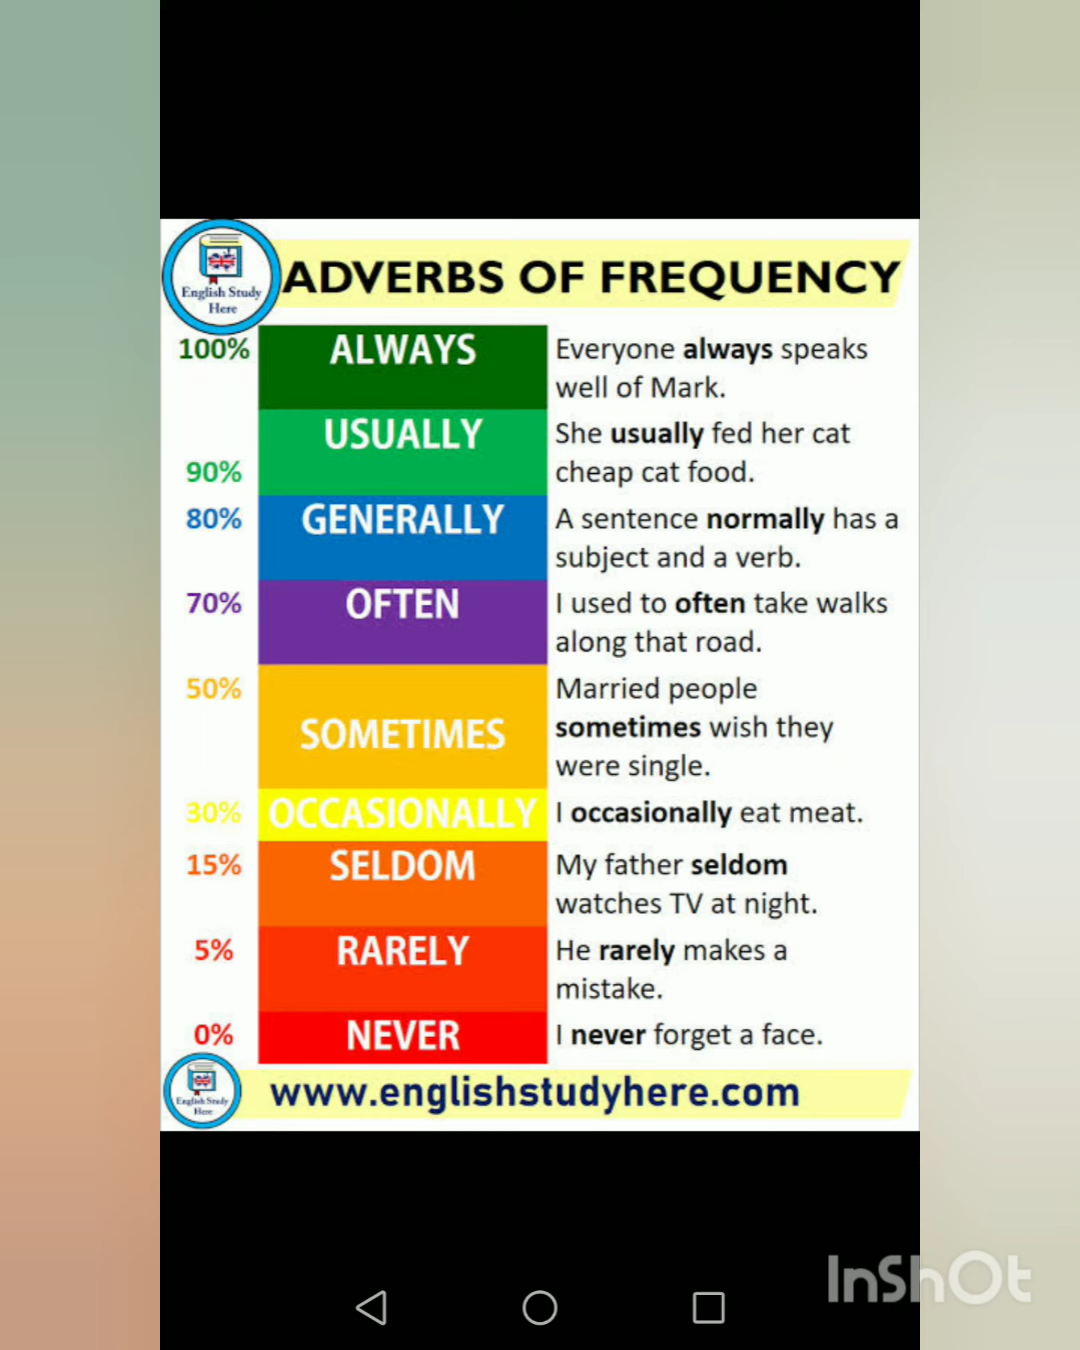 English Study
Here
ADVERBS OF FREQUENCY
100% ALWAYS Everyone always speaks
well of Mark.
USUALLY She usually fed her cat
90% cheap cat food.
80% GENERALLY A sentence normally has a
subject and a verb.
70% OFTEN I used to often take walks
along that road.
50% Married people
SOMETIMES sometimes wish they
were single.
30% OCCASIONALLY I occasionally eat meat.
15% SELDOM My father seldom
watches TV at night.
5% RARELY He rarely makes a
mistake.
0% NEVER I never forget a face.
English Study
Here
www.englishstudyhere.com
InShOt